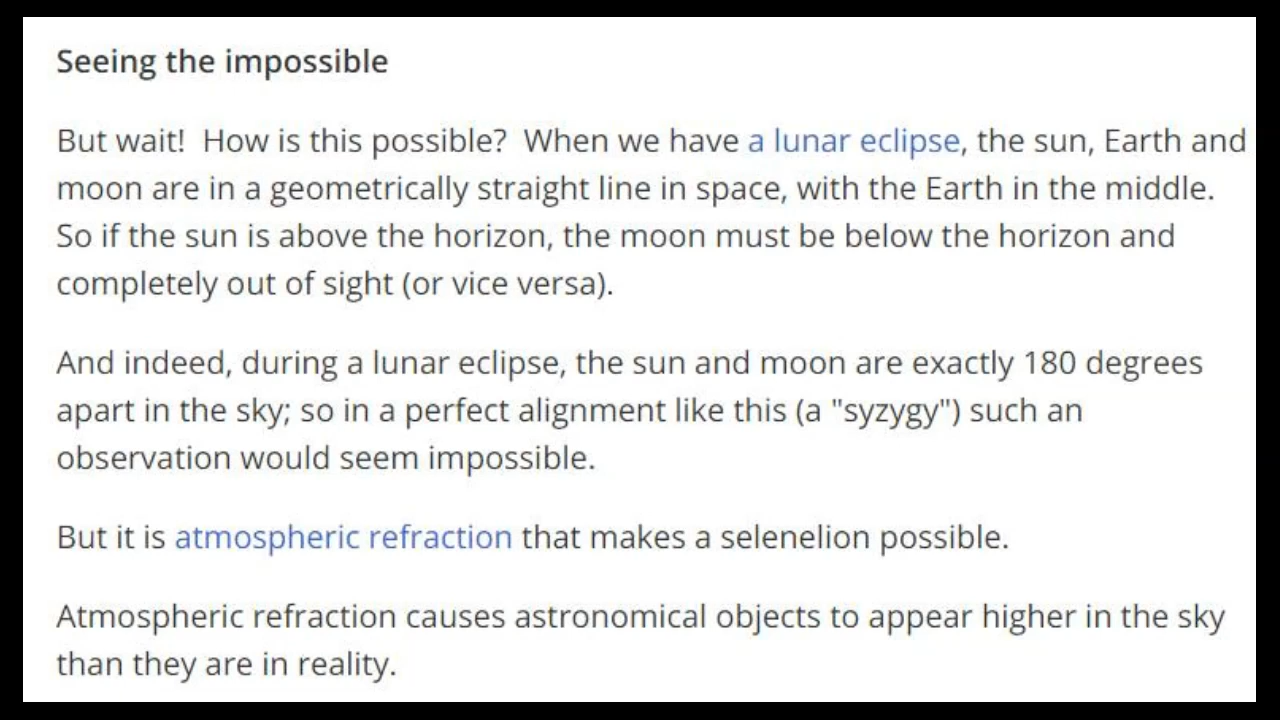 Seeing the impossible
But wait!  How is this possible?  When we have a lunar eclipse, the sun, Earth and
moon are in a geometrically straight line in space, with the Earth in the middle.
So if the sun is above the horizon, the moon must be below the horizon and
completely out of sight (or vice versa).
And indeed, during a lunar eclipse, the sun and moon are exactly 180 degrees
apart in the sky; so in a perfect alignment like this (a "syzygy") such an
observation would seem impossible.
But it is atmospheric refraction that makes a selenelion possible.
Atmospheric refraction causes astronomical objects to appear higher in the sky
than they are in reality.